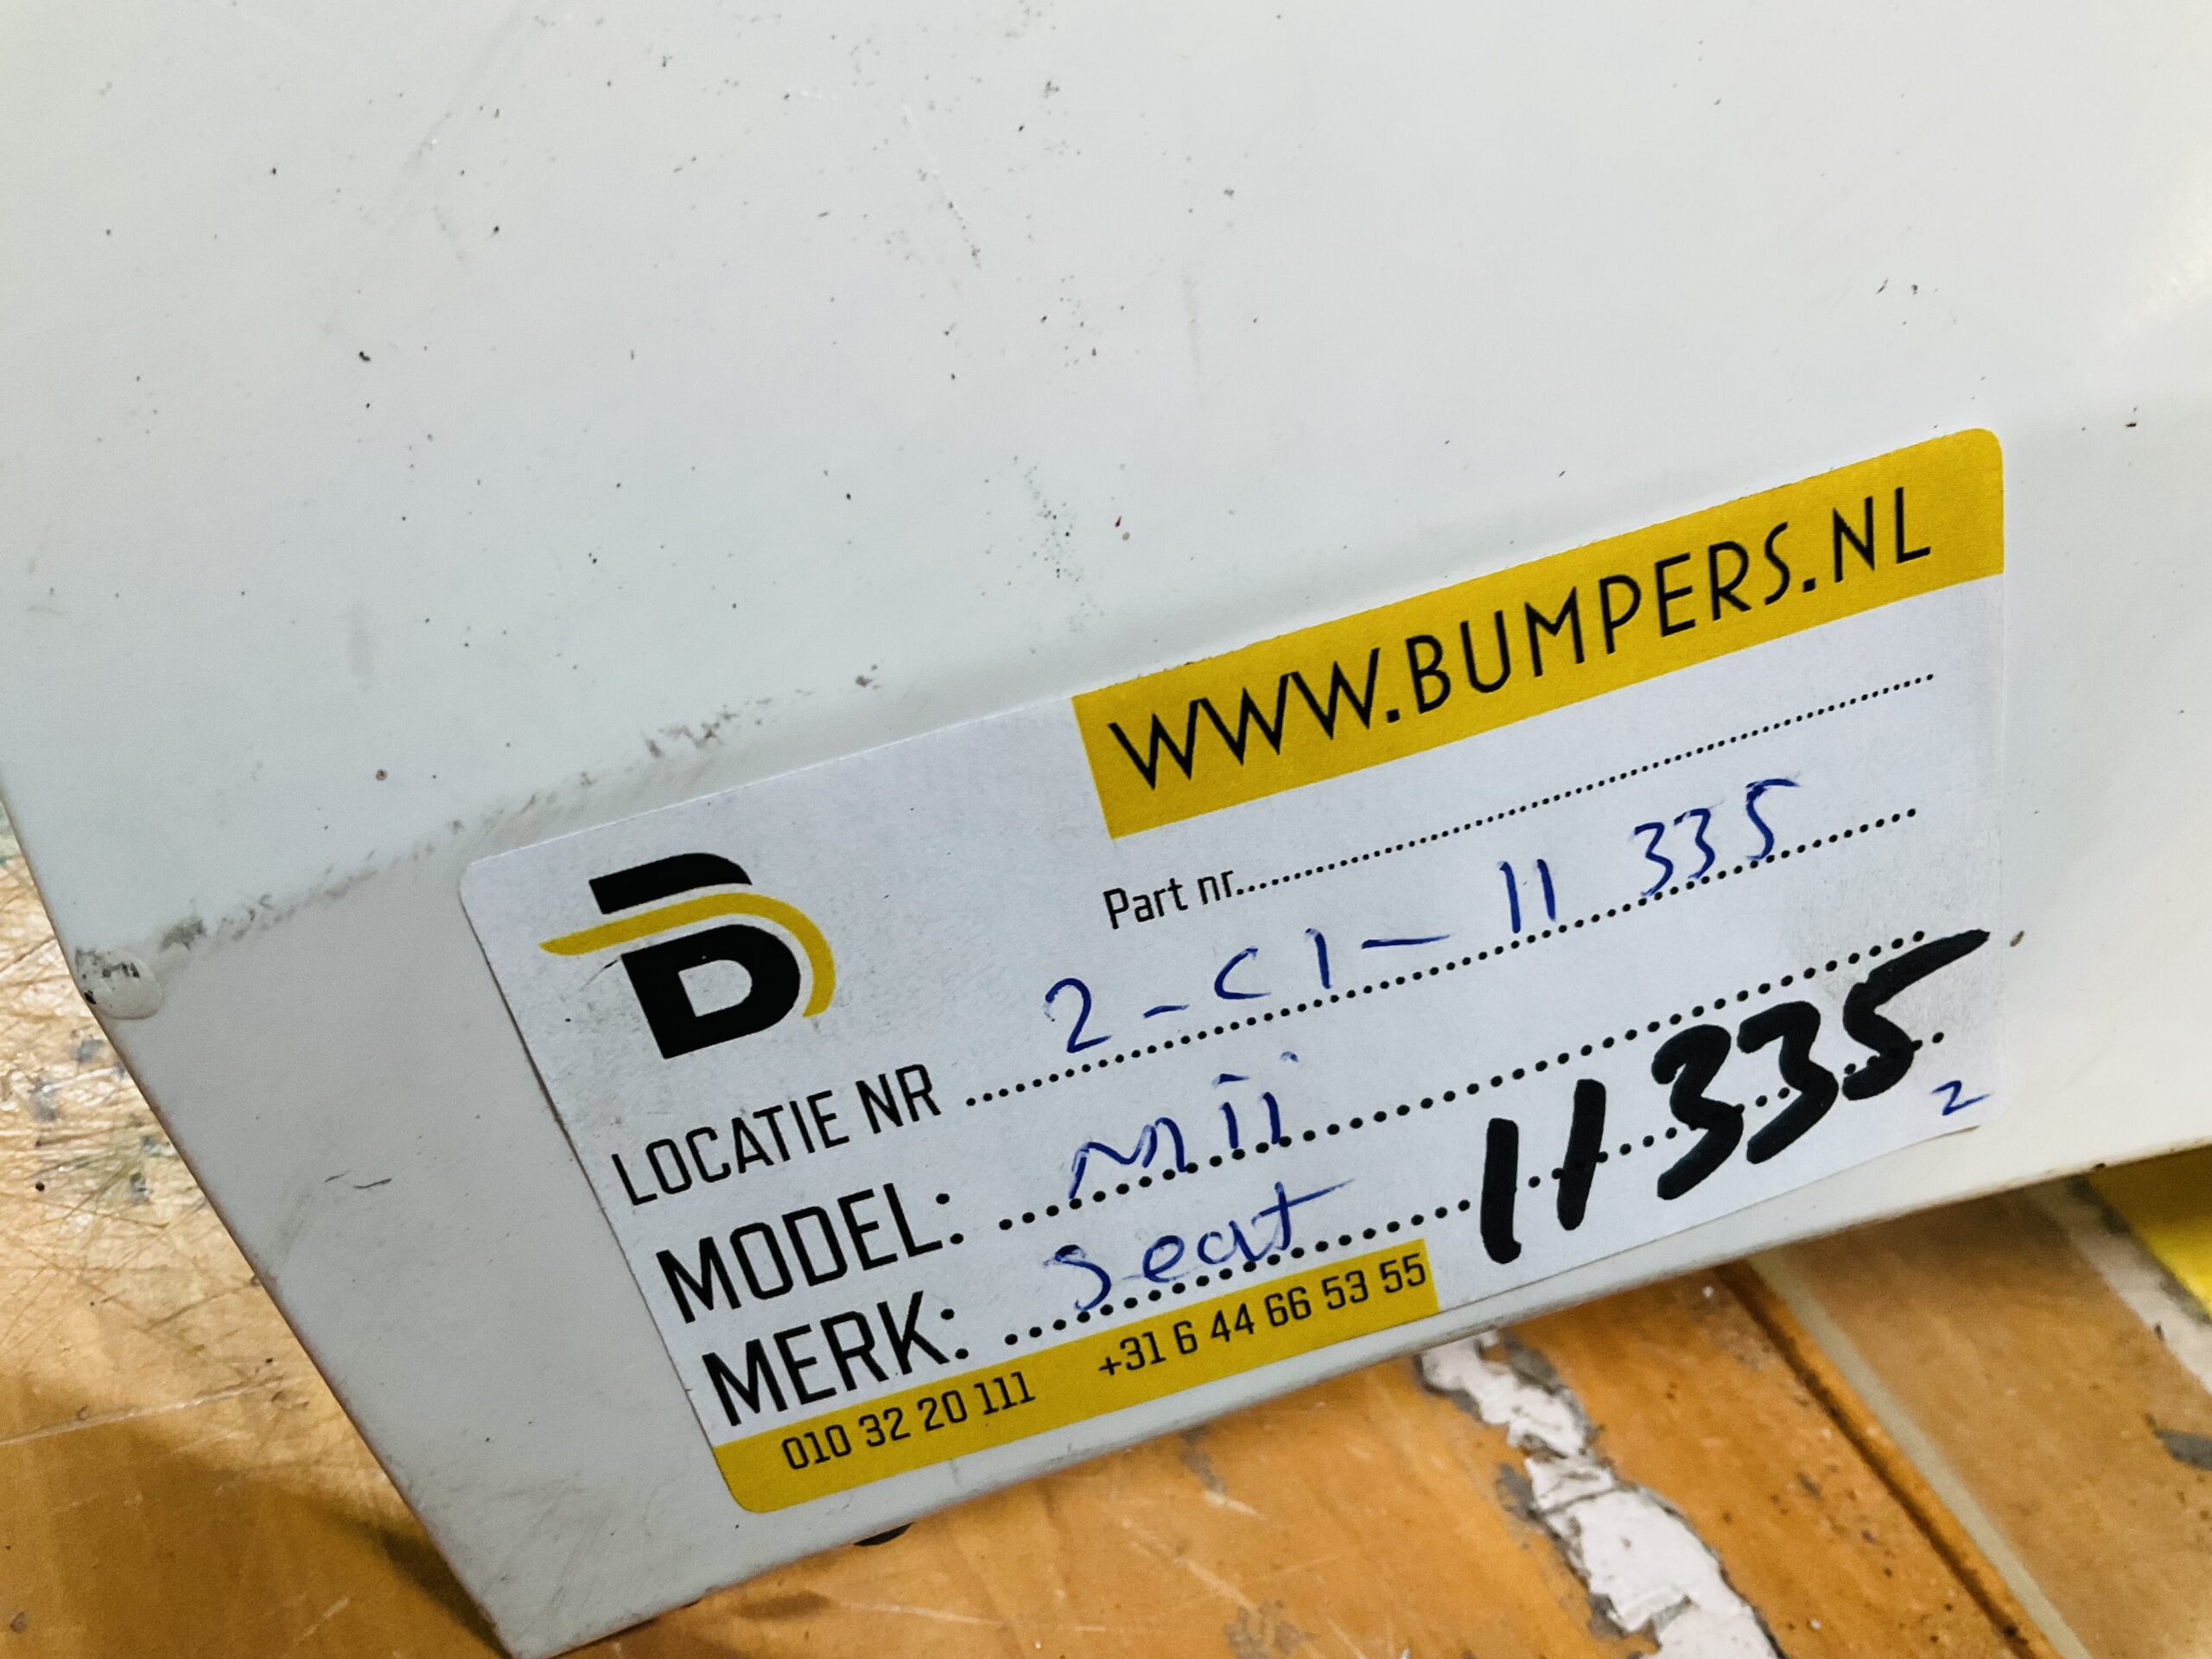 WWW.BUMPERS.NL
Part nr..........
LOCATIE NR 2-C1-11 335
MODEL: Mii
MERK: Seat
11335
2
010 32 20 111 +31 6 44 66 53 55